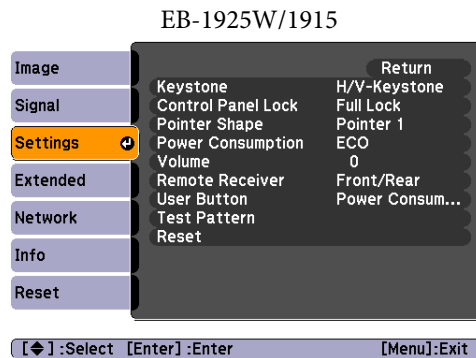 EB-1925W/1915
Image
Signal
Settings
Extended
Network
Info
Reset
Return
Keystone H/V-Keystone
Control Panel Lock Full Lock
Pointer Shape Pointer 1
Power Consumption ECO
Volume 0
Remote Receiver Front/Rear
User Button Power Consum...
Test Pattern
Reset
[◆] :Select [Enter] :Enter [Menu]:Exit